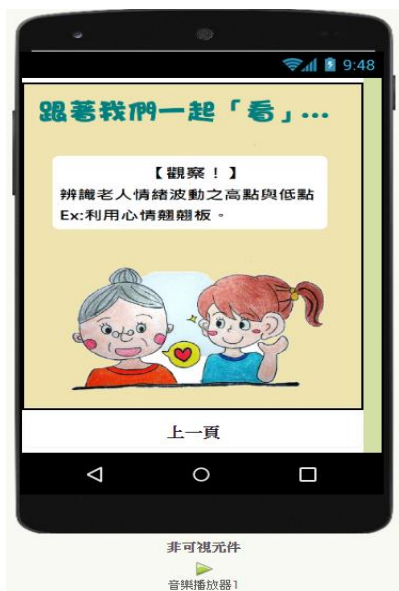 9:48
跟著我們一起「看」...
【觀察！】
辨識老人情緒波動之高點與低點
Ex:利用心情翹翹板。
上一頁
非可視元件
音樂播放器1